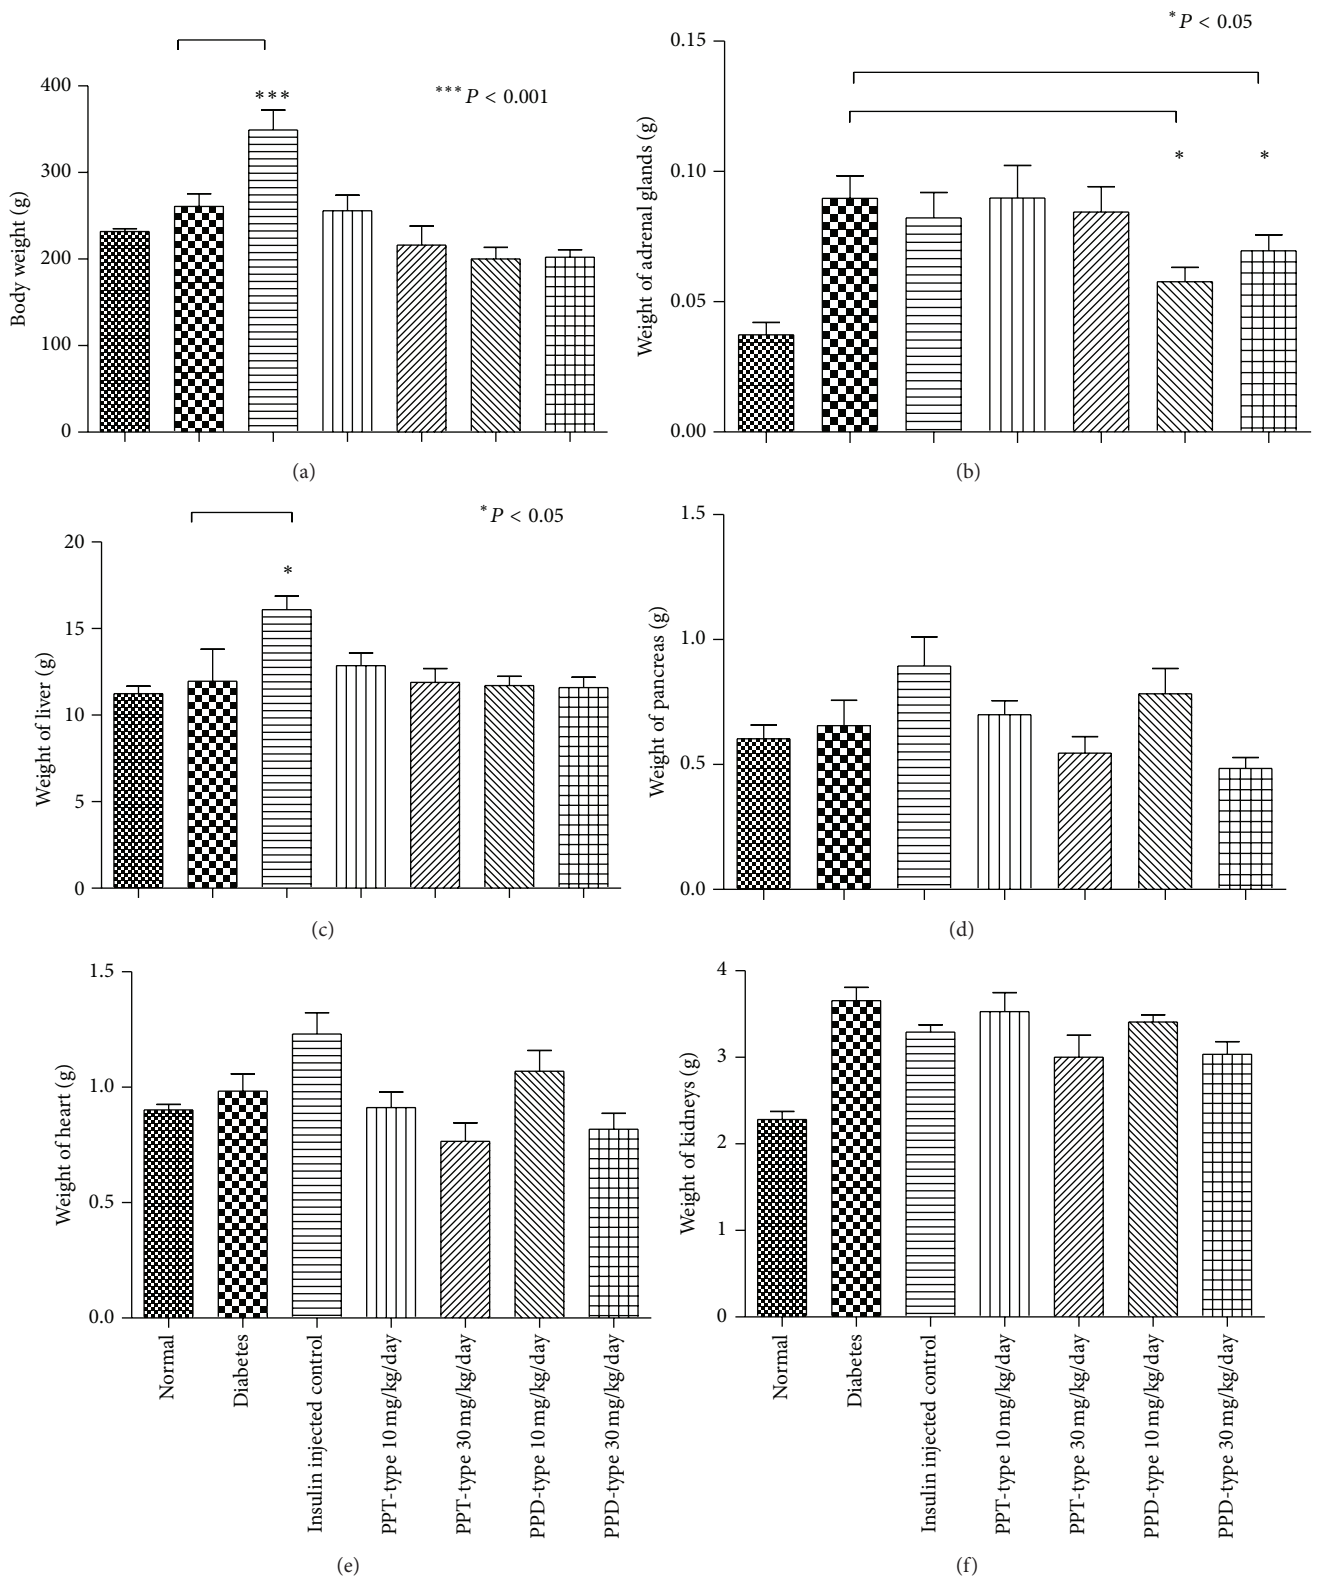 Body weight (g)
400
300
200
100
0
***
*** P < 0.001
(a)
Weight of adrenal glands (g)
0.15
0.10
0.05
0.00
* P < 0.05
*
*
(b)
Weight of liver (g)
20
15
10
5
0
*
* P < 0.05
(c)
Weight of pancreas (g)
1.5
1.0
0.5
0.0
(d)
Weight of heart (g)
1.5
1.0
0.5
0.0
Normal
Diabetes
Insulin injected control
PPT-type 10 mg/kg/day
PPT-type 30 mg/kg/day
PPD-type 10 mg/kg/day
PPD-type 30 mg/kg/day
(e)
Weight of kidneys (g)
4
3
2
1
0
Normal
Diabetes
Insulin injected control
PPT-type 10 mg/kg/day
PPT-type 30 mg/kg/day
PPD-type 10 mg/kg/day
PPD-type 30 mg/kg/day
(f)